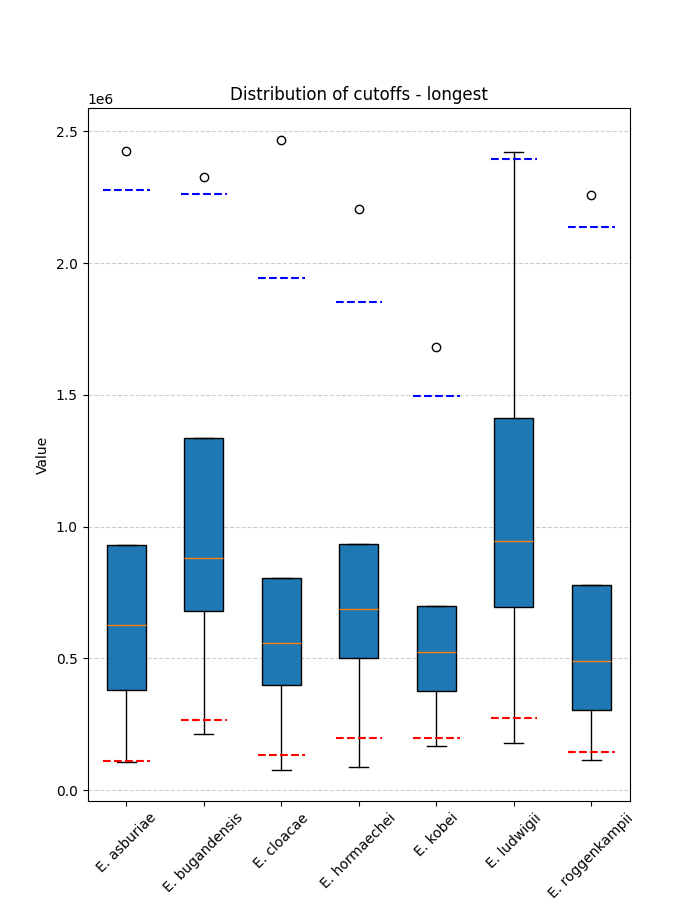 Distribution of cutoffs - longest
1e6
2.5
2.0
1.5
1.0
0.5
0.0
Value
E. asburiae
E. bugandensis
E. cloacae
E. hormaechei
E. kobei
E. ludwigii
E. roggenkampii